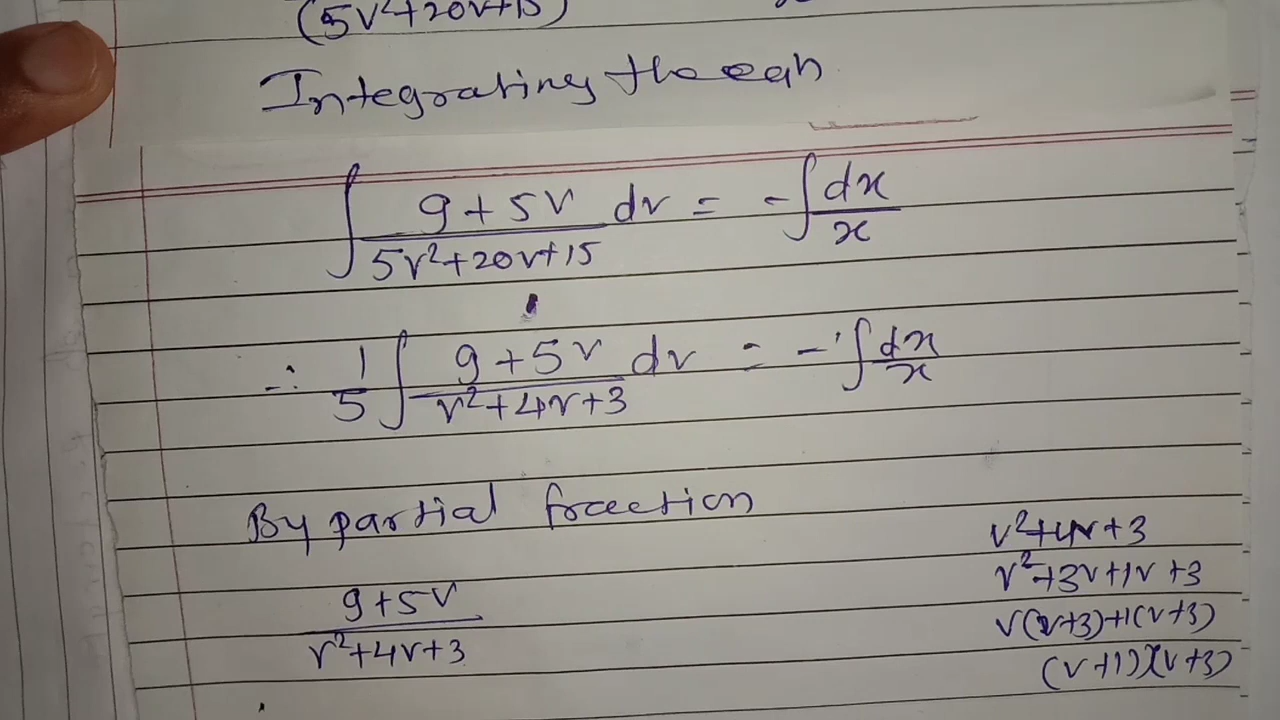 (5v²+20v+15)
Integrating the eqn
∫ 9+5v / 5v²+20v+15 dv = -∫ dx/x
∴ 1/5 ∫ 9+5v / v²+4v+3 dv = -∫ dx/x
By partial fraction
v²+4v+3
9+5v / v²+4v+3
v²+3v+1v+3
v(v+3)+1(v+3)
(v+1)(v+3)